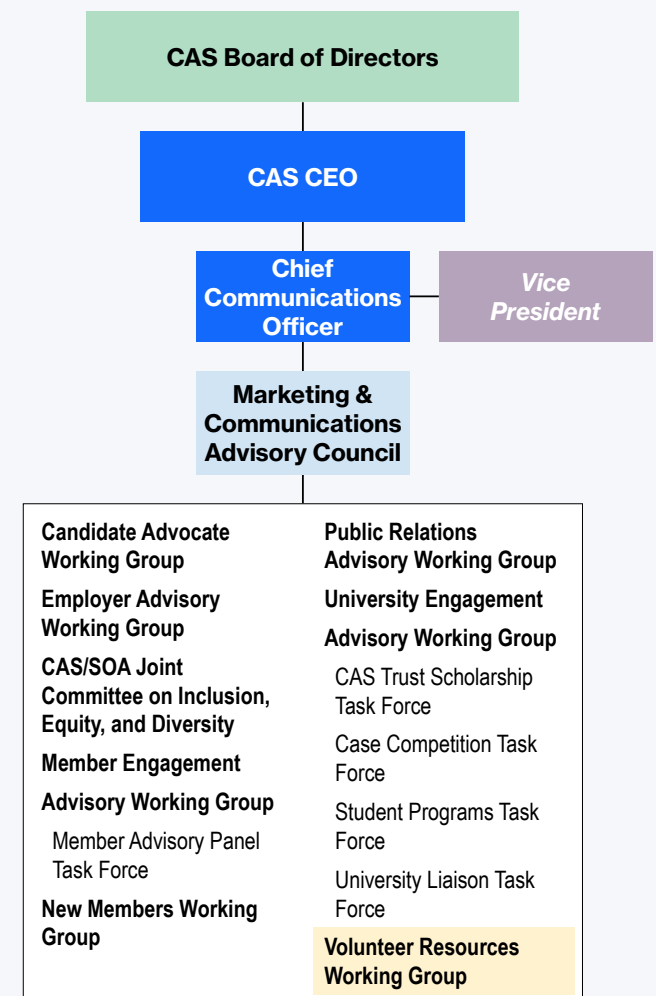 CAS Board of Directors
CAS CEO
Chief
Communications
Officer
Vice
President
Marketing &
Communications
Advisory Council
Candidate Advocate
Working Group
Employer Advisory
Working Group
CAS/SOA Joint
Committee on Inclusion,
Equity, and Diversity
Member Engagement
Advisory Working Group
Member Advisory Panel
Task Force
New Members Working
Group
Public Relations
Advisory Working Group
University Engagement
Advisory Working Group
CAS Trust Scholarship
Task Force
Case Competition Task
Force
Student Programs Task
Force
University Liaison Task
Force
Volunteer Resources
Working Group